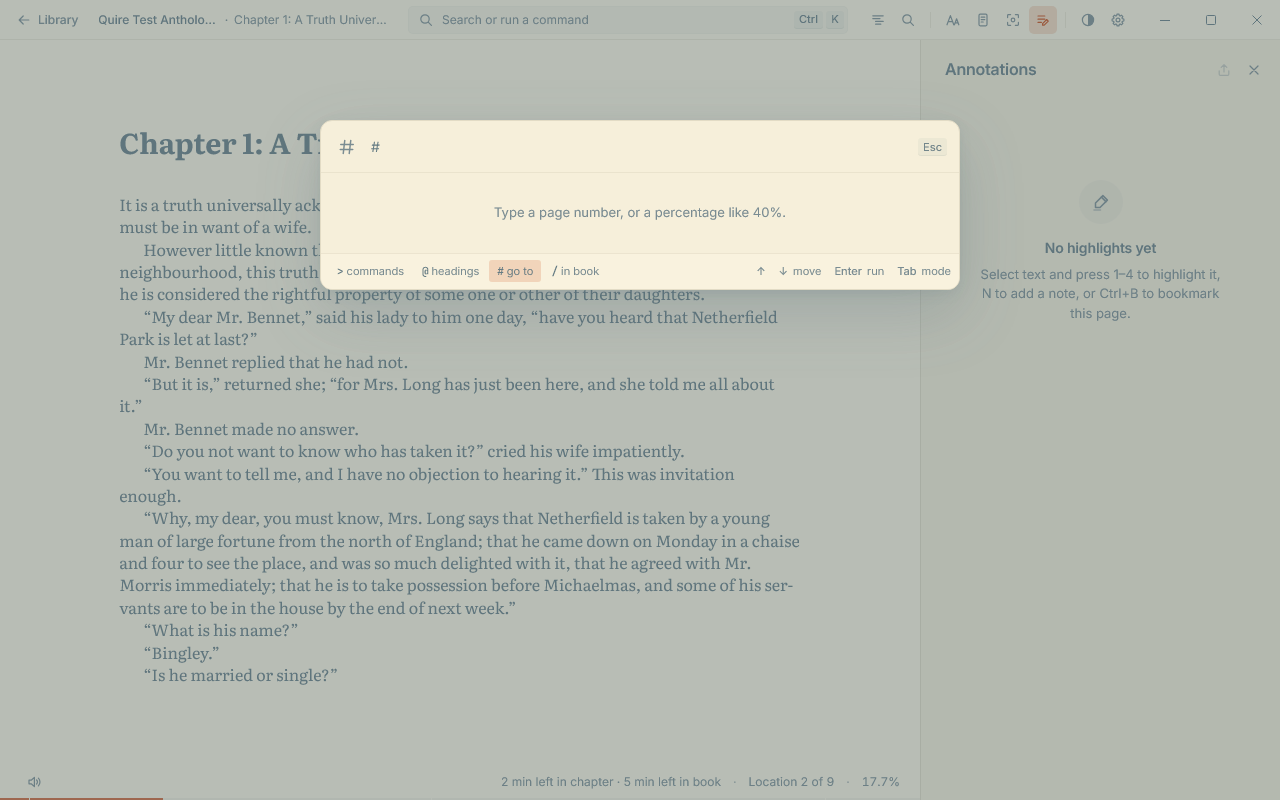 Library Quire Test Antholo... · Chapter 1: A Truth Univer... Search or run a command Ctrl K
Annotations
Chapter 1: A T
# # Esc
Type a page number, or a percentage like 40%.
> commands @ headings # go to / in book ↑ ↓ move Enter run Tab mode
It is a truth universally ack
must be in want of a wife.
However little known t
neighbourhood, this truth
he is considered the rightful property of some one or other of their daughters.
“My dear Mr. Bennet,” said his lady to him one day, “have you heard that Netherfield
Park is let at last?”
Mr. Bennet replied that he had not.
“But it is,” returned she; “for Mrs. Long has just been here, and she told me all about
it.”
Mr. Bennet made no answer.
“Do you not want to know who has taken it?” cried his wife impatiently.
“You want to tell me, and I have no objection to hearing it.” This was invitation
enough.
“Why, my dear, you must know, Mrs. Long says that Netherfield is taken by a young
man of large fortune from the north of England; that he came down on Monday in a chaise
and four to see the place, and was so much delighted with it, that he agreed with Mr.
Morris immediately; that he is to take possession before Michaelmas, and some of his ser-
vants are to be in the house by the end of next week.”
“What is his name?”
“Bingley.”
“Is he married or single?”
No highlights yet
Select text and press 1–4 to highlight it,
N to add a note, or Ctrl+B to bookmark
this page.
2 min left in chapter · 5 min left in book · Location 2 of 9 · 17.7%